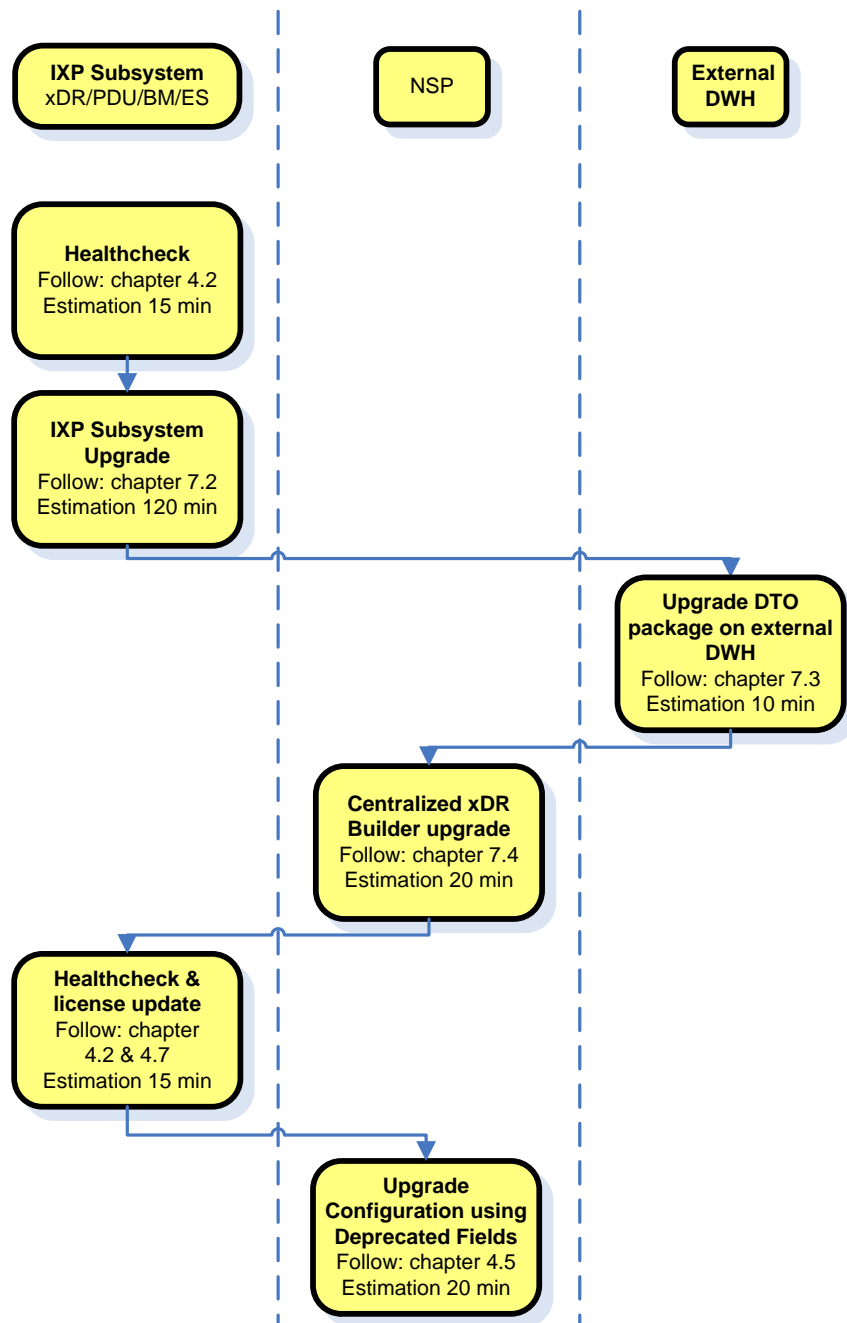 IXP Subsystem
xDR/PDU/BM/ES
NSP
External
DWH
Healthcheck
Follow: chapter 4.2
Estimation 15 min
IXP Subsystem
Upgrade
Follow: chapter 7.2
Estimation 120 min
Upgrade DTO
package on external
DWH
Follow: chapter 7.3
Estimation 10 min
Centralized xDR
Builder upgrade
Follow: chapter 7.4
Estimation 20 min
Healthcheck &
license update
Follow: chapter
4.2 & 4.7
Estimation 15 min
Upgrade
Configuration using
Deprecated Fields
Follow: chapter 4.5
Estimation 20 min